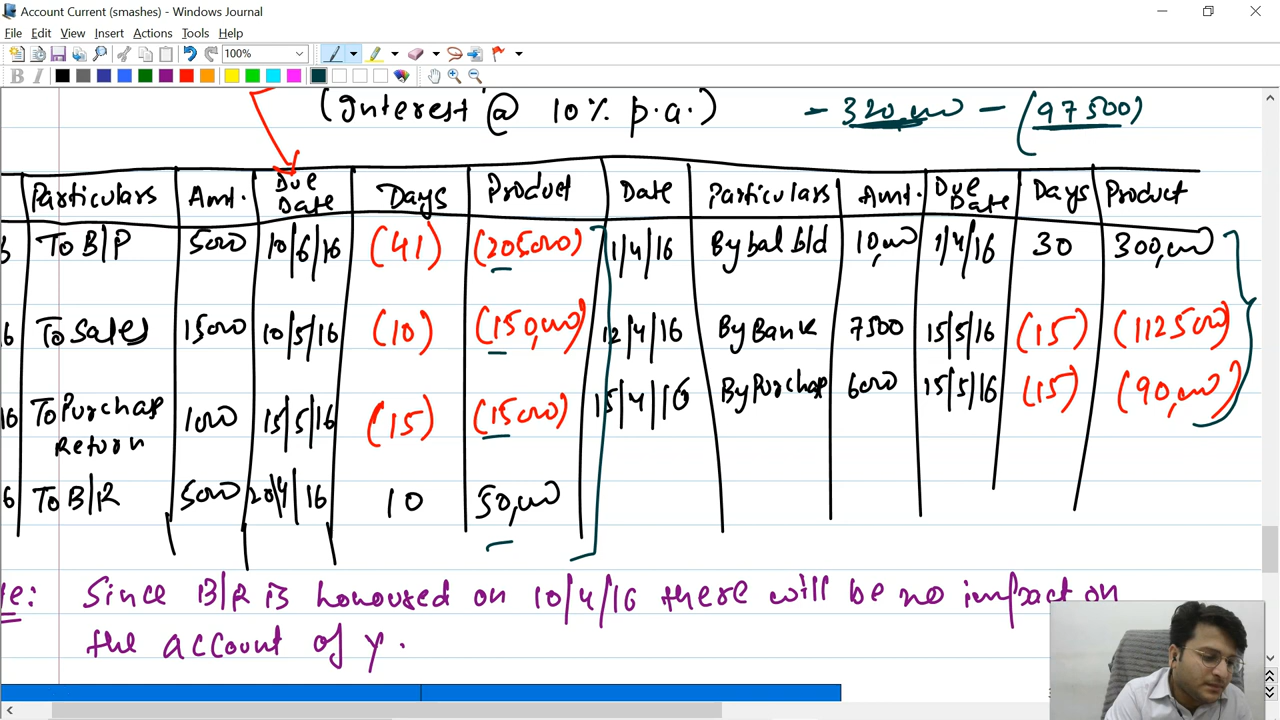 Account Current (smashes) - Windows Journal
File Edit View Insert Actions Tools Help
100%
(Interest @ 10% p.a.) - 320,000 - (97500)
Particulars Amt. Due Date Days Product Date Particulars Amt. Due Date Days Product
6 To B/P 5000 10/6/16 (41) (205000) 1/4/16 By bal b/d 10,000 1/4/16 30 300,000
16 To Sales 15000 10/5/16 (10) (150,000) 12/4/16 By Bank 7500 15/5/16 (15) (112500)
16 To Purchase Return 1000 15/5/16 (15) (15000) 15/4/16 By Purchase 6000 15/5/16 (15) (90,000)
6 To B/R 5000 20/4/16 10 50,000
te: Since B/R is honoured on 10/4/16 there will be no impact on
the account of y.